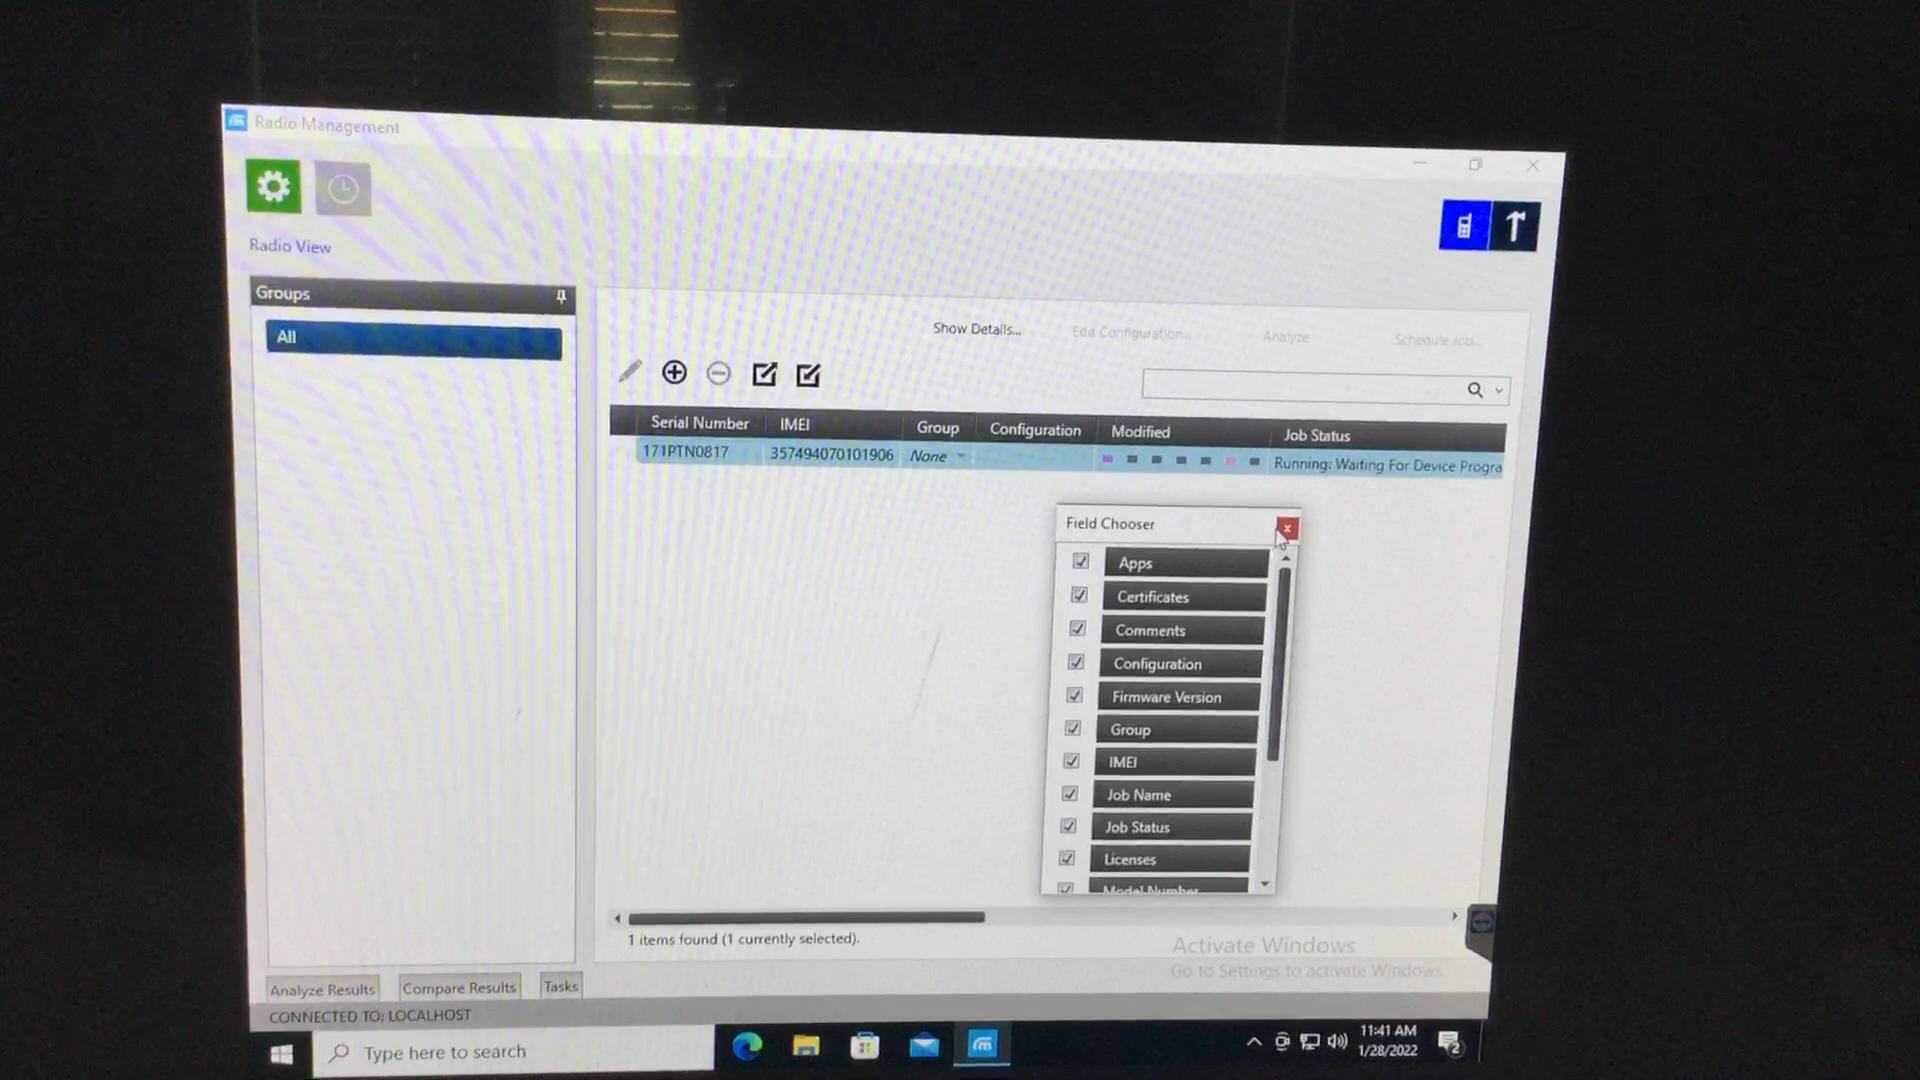 Radio Management
Radio View
Groups
All
Show Details...
Edit Configuration...
Analyze
Schedule Job...
Serial Number IMEI Group Configuration Modified Job Status
171PTN0817 357494070101906 None Running: Waiting For Device Progra
Field Chooser
x
Apps
Certificates
Comments
Configuration
Firmware Version
Group
IMEI
Job Name
Job Status
Licenses
Model Number
1 items found (1 currently selected).
Activate Windows
Go to Settings to activate Windows.
Analyze Results
Compare Results
Tasks
CONNECTED TO: LOCALHOST
Type here to search
11:41 AM
1/28/2022
2